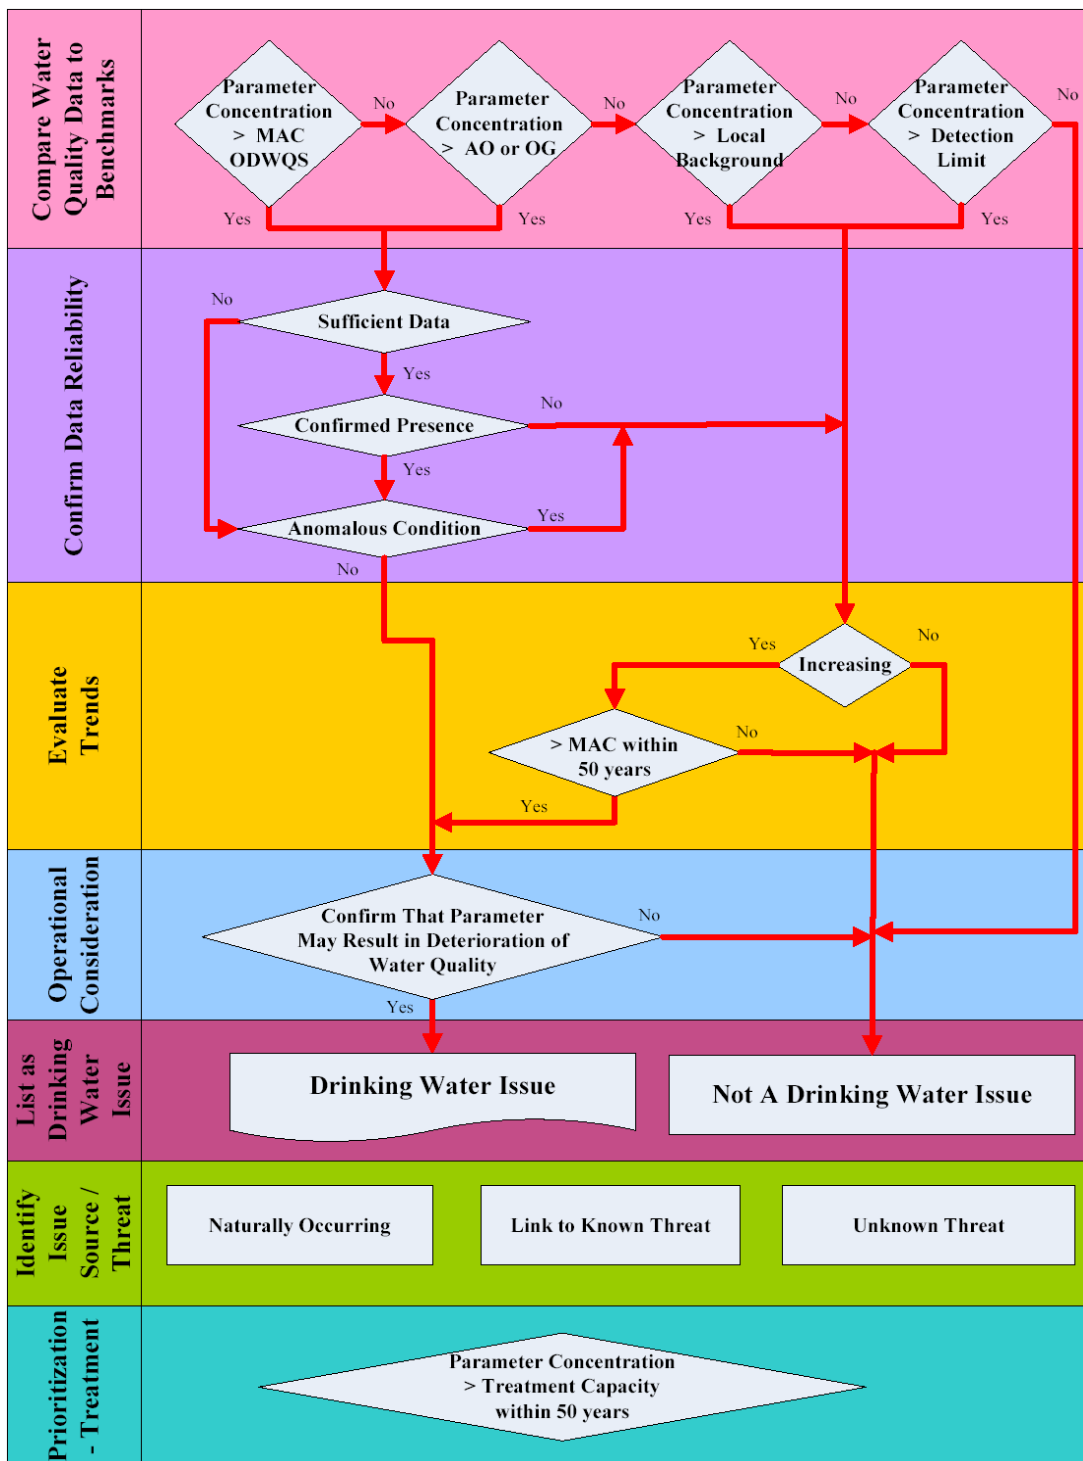 Compare Water
Quality Data to
Benchmarks
Parameter
Concentration
> MAC
ODWQS
No
Parameter
Concentration
> AO or OG
No
Parameter
Concentration
> Local
Background
No
Parameter
Concentration
> Detection
Limit
No
Yes
Yes
Yes
Yes
Confirm Data Reliability
No
Sufficient Data
Yes
Confirmed Presence
No
Yes
Anomalous Condition
Yes
No
Evaluate
Trends
Yes
Increasing
No
> MAC within
50 years
No
Yes
Operational
Consideration
Confirm That Parameter
May Result in Deterioration of
Water Quality
No
Yes
List as
Drinking
Water
Issue
Drinking Water Issue
Not A Drinking Water Issue
Identify
Issue
Source /
Threat
Naturally Occurring
Link to Known Threat
Unknown Threat
Prioritization
- Treatment
Parameter Concentration
> Treatment Capacity
within 50 years